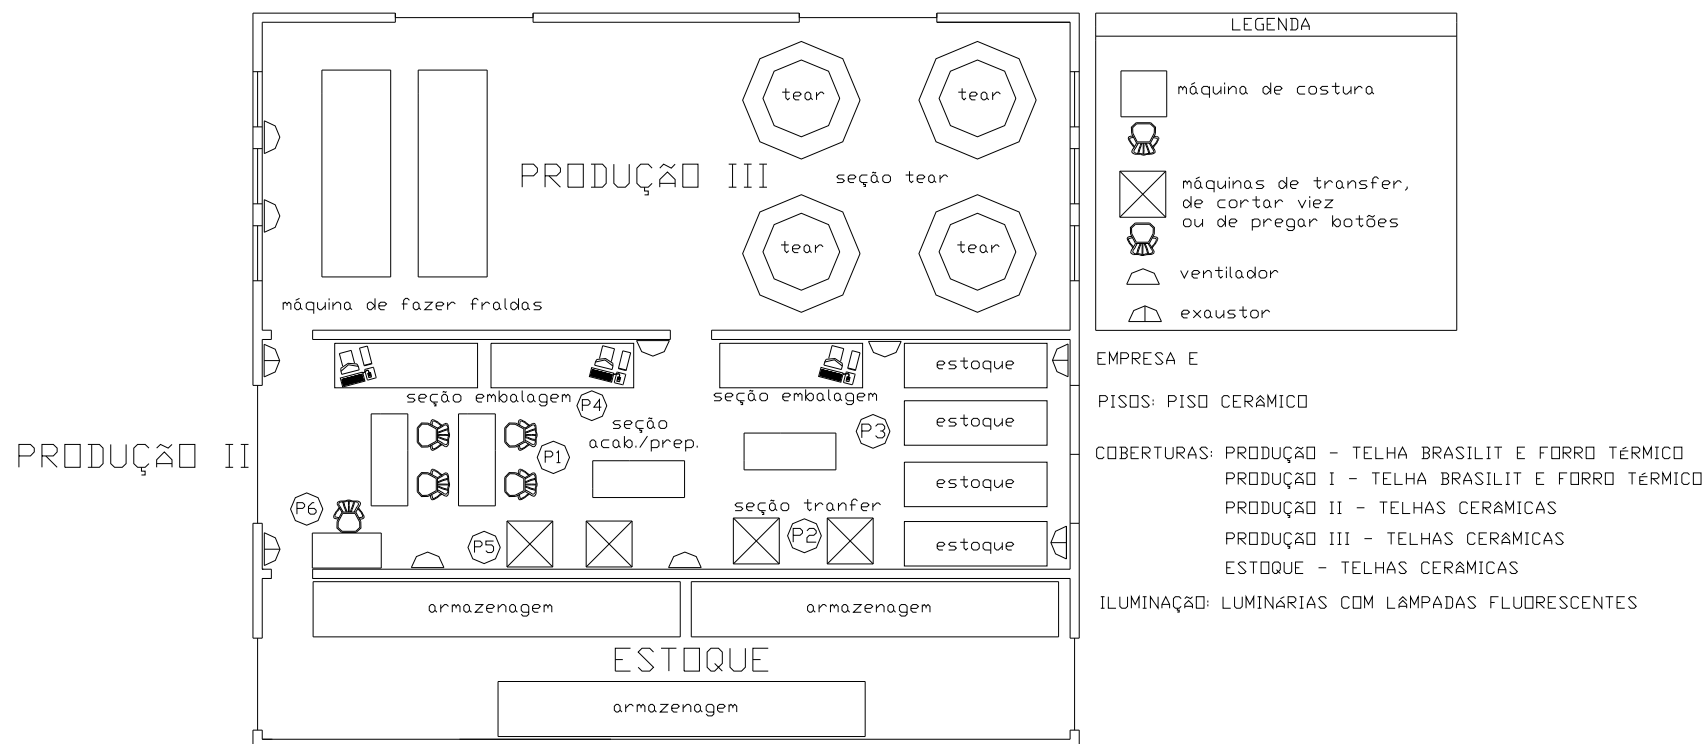 LEGENDA
máquina de costura
máquinas de transfer,
de cortar viez
ou de pregar botões
ventilador
exaustor
tear
tear
PRODUÇÃO III
seção tear
tear
tear
máquina de fazer fraldas
estoque
EMPRESA E
seção embalagem
seção embalagem
P4
PISOS: PISO CERÂMICO
seção
acab./prep.
P3
estoque
PRODUÇÃO II
P1
COBERTURAS: PRODUÇÃO - TELHA BRASILIT E FORRO TÉRMICO
PRODUÇÃO I - TELHA BRASILIT E FORRO TÉRMICO
PRODUÇÃO II - TELHAS CERÂMICAS
PRODUÇÃO III - TELHAS CERÂMICAS
ESTOQUE - TELHAS CERÂMICAS
estoque
P6
seção tranfer
P5
P2
estoque
ILUMINAÇÃO: LUMINÁRIAS COM LÂMPADAS FLUORESCENTES
armazenagem
armazenagem
ESTOQUE
armazenagem